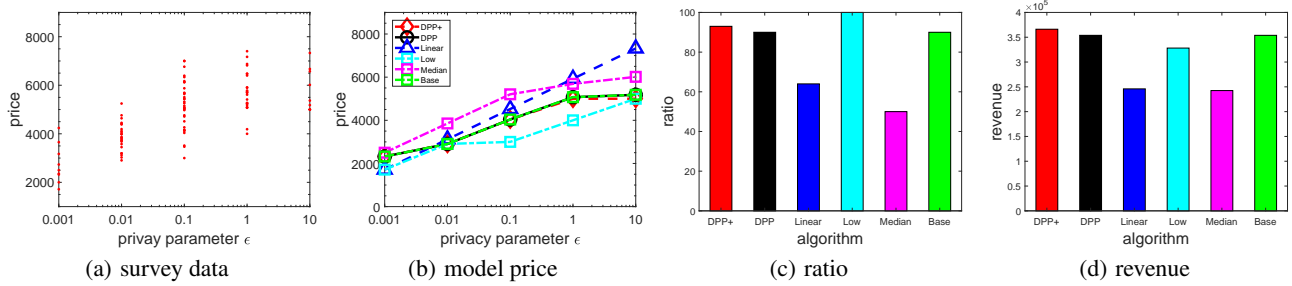 8000
6000
4000
2000
price
0.001 0.01 0.1 1 10
privay parameter ϵ
(a) survey data
8000
6000
4000
2000
0
price
DPP+
DPP
Linear
Low
Median
Base
0.001 0.01 0.1 1 10
privacy parameter ϵ
(b) model price
100
80
60
40
20
0
ratio
DPP+ DPP Linear Low Median Base
algorithm
(c) ratio
×10⁵
4
3.5
3
2.5
2
1.5
1
0.5
0
revenue
DPP+ DPP Linear Low Median Base
algorithm
(d) revenue